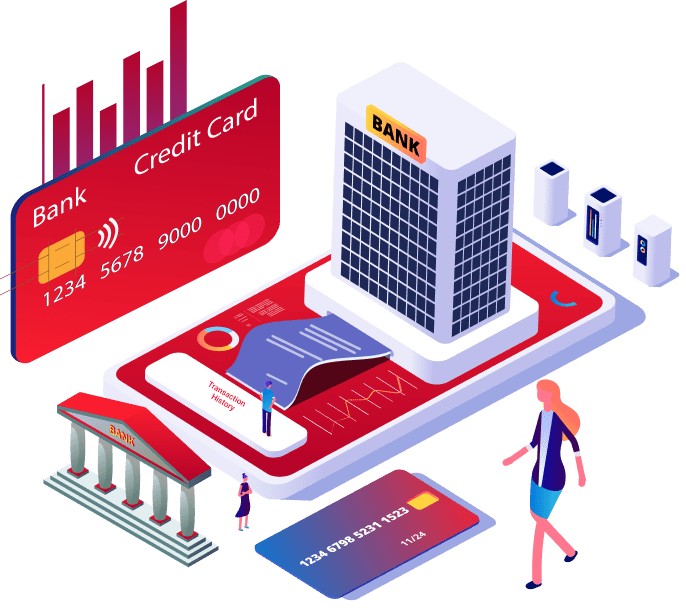 Credit Card
Bank
1234 5678 9000 0000
BANK
Transaction
History
BANK
1234 6798 5231 1523
11/24